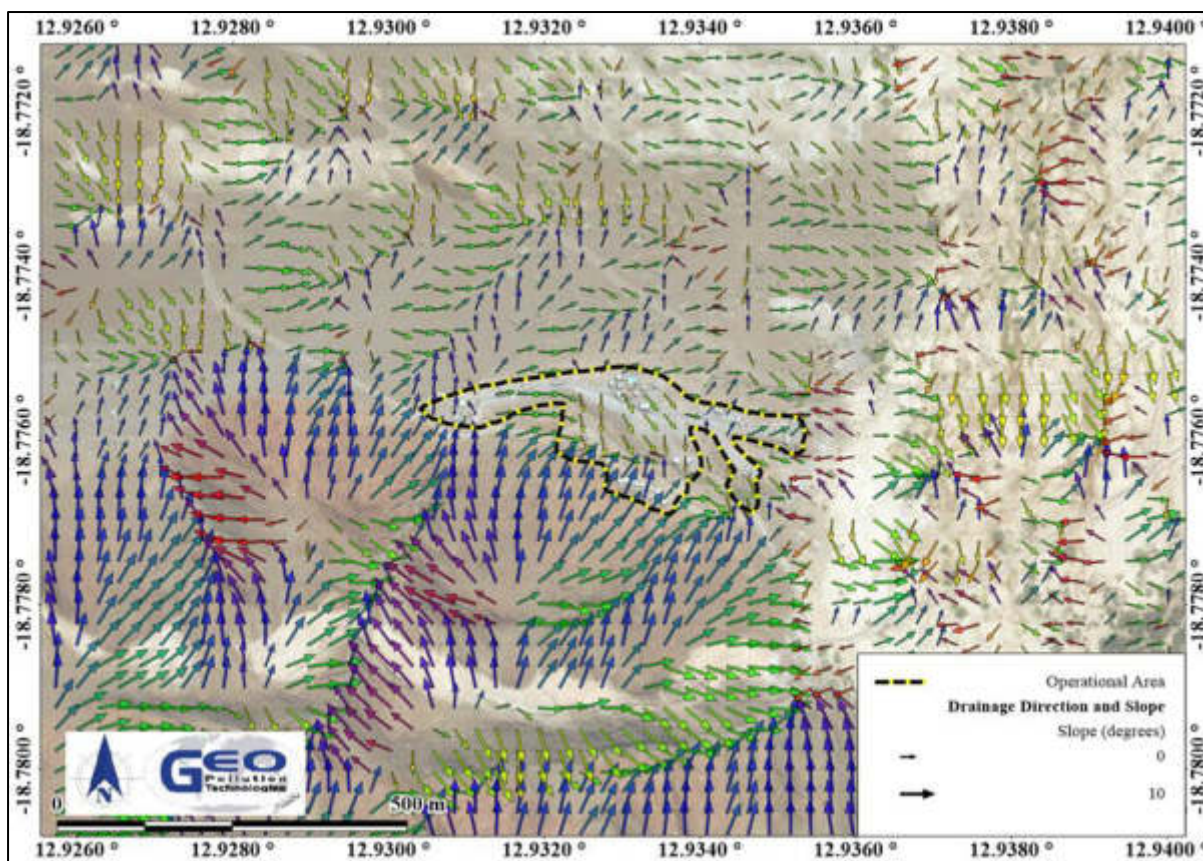 12.9260 ° 12.9280 ° 12.9300 ° 12.9320 ° 12.9340 ° 12.9360 ° 12.9380 ° 12.9400 °
-18.7720 ° -18.7720 °
-18.7740 ° -18.7740 °
-18.7760 ° -18.7760 °
-18.7780 ° -18.7780 °
-18.7800 ° -18.7800 °
Operational Area
Drainage Direction and Slope
Slope (degrees)
0
10
N
GEO
Pollution
Technologies
0 500 m
12.9260 ° 12.9280 ° 12.9300 ° 12.9320 ° 12.9340 ° 12.9360 ° 12.9380 ° 12.9400 °